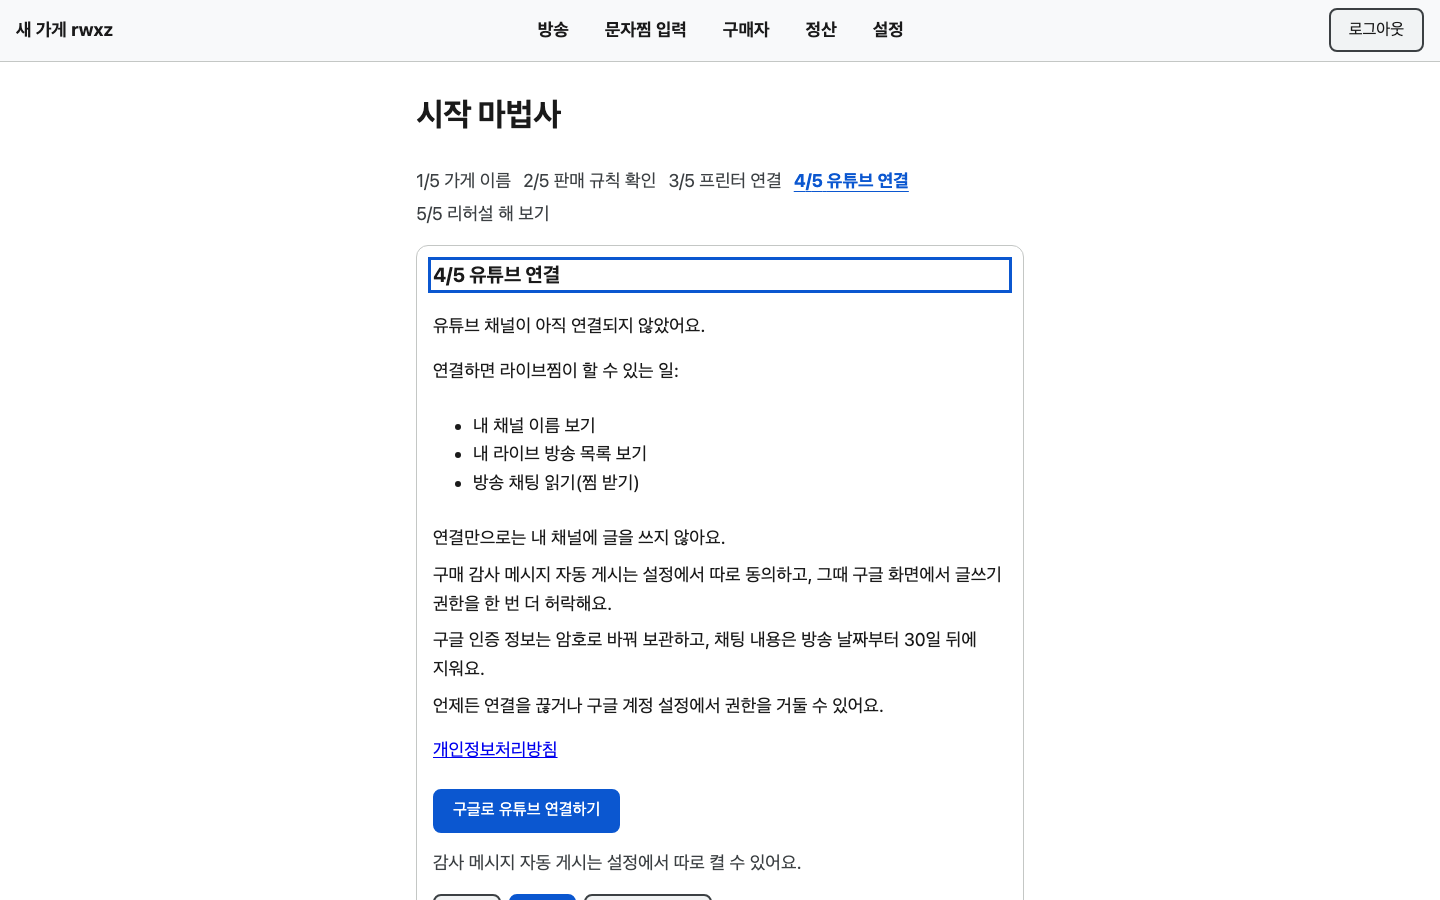 새 가게 rwxz
방송 문자찜 입력 구매자 정산 설정
로그아웃
시작 마법사
1/5 가게 이름 2/5 판매 규칙 확인 3/5 프린터 연결 4/5 유튜브 연결
5/5 리허설 해 보기
4/5 유튜브 연결
유튜브 채널이 아직 연결되지 않았어요.
연결하면 라이브찜이 할 수 있는 일:
• 내 채널 이름 보기
• 내 라이브 방송 목록 보기
• 방송 채팅 읽기(찜 받기)
연결만으로는 내 채널에 글을 쓰지 않아요.
구매 감사 메시지 자동 게시는 설정에서 따로 동의하고, 그때 구글 화면에서 글쓰기
권한을 한 번 더 허락해요.
구글 인증 정보는 암호로 바꿔 보관하고, 채팅 내용은 방송 날짜부터 30일 뒤에
지워요.
언제든 연결을 끊거나 구글 계정 설정에서 권한을 거둘 수 있어요.
개인정보처리방침
구글로 유튜브 연결하기
감사 메시지 자동 게시는 설정에서 따로 켤 수 있어요.